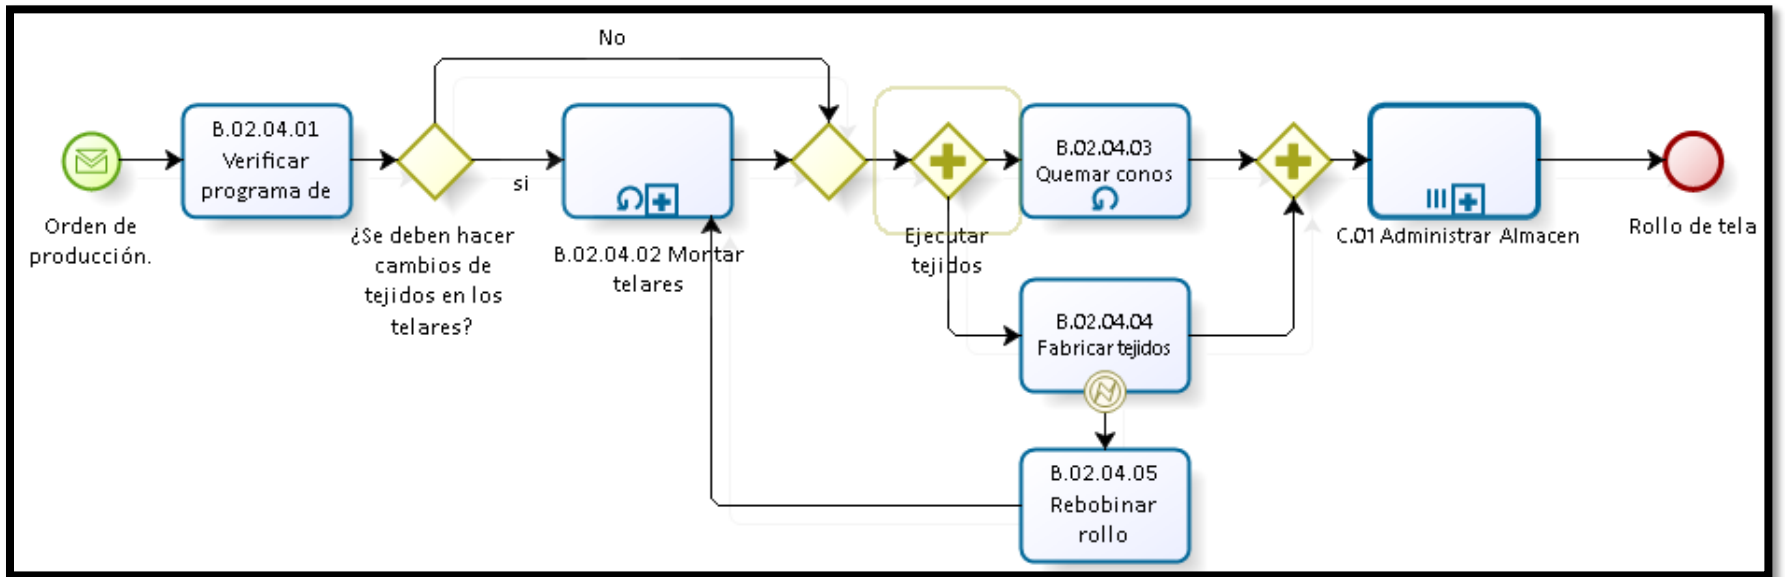 No
B.02.04.01
Verificar
programa de
si
B.02.04.03
Quemar conos
Orden de
producción.
¿Se deben hacer
cambios de
tejidos en los
telares?
B.02.04.02 Montar
telares
Ejecutar
tejidos
C.01 Administrar Almacen
Rollo de tela
B.02.04.04
Fabricar tejidos
B.02.04.05
Rebobinar
rollo